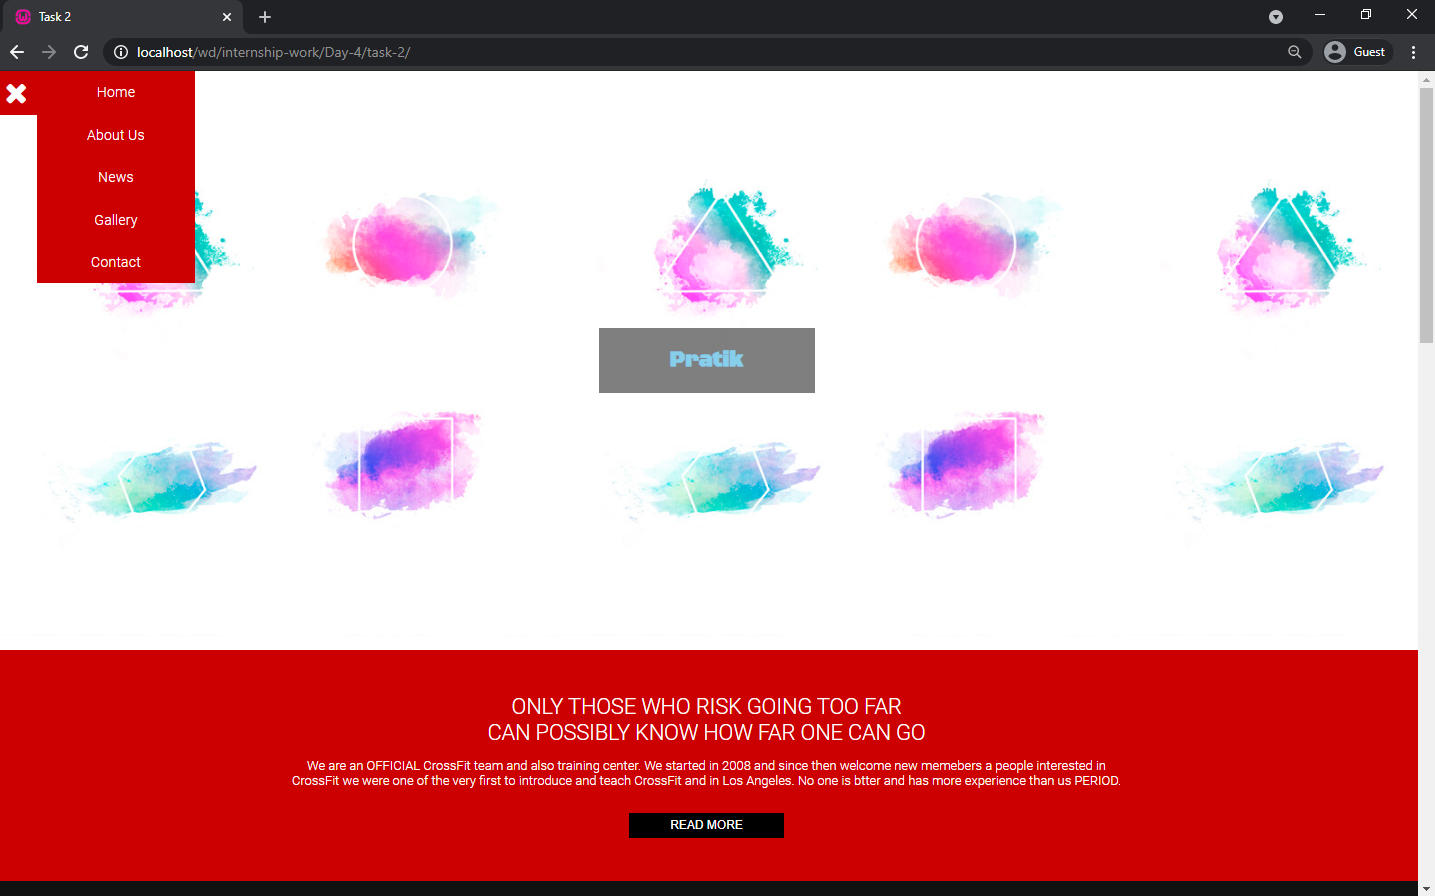 Task 2
localhost/wd/internship-work/Day-4/task-2/
Guest
Home
About Us
News
Gallery
Contact
Pratik
ONLY THOSE WHO RISK GOING TOO FAR
CAN POSSIBLY KNOW HOW FAR ONE CAN GO
We are an OFFICIAL CrossFit team and also training center. We started in 2008 and since then welcome new memebers a people interested in
CrossFit we were one of the very first to introduce and teach CrossFit and in Los Angeles. No one is btter and has more experience than us PERIOD.
READ MORE